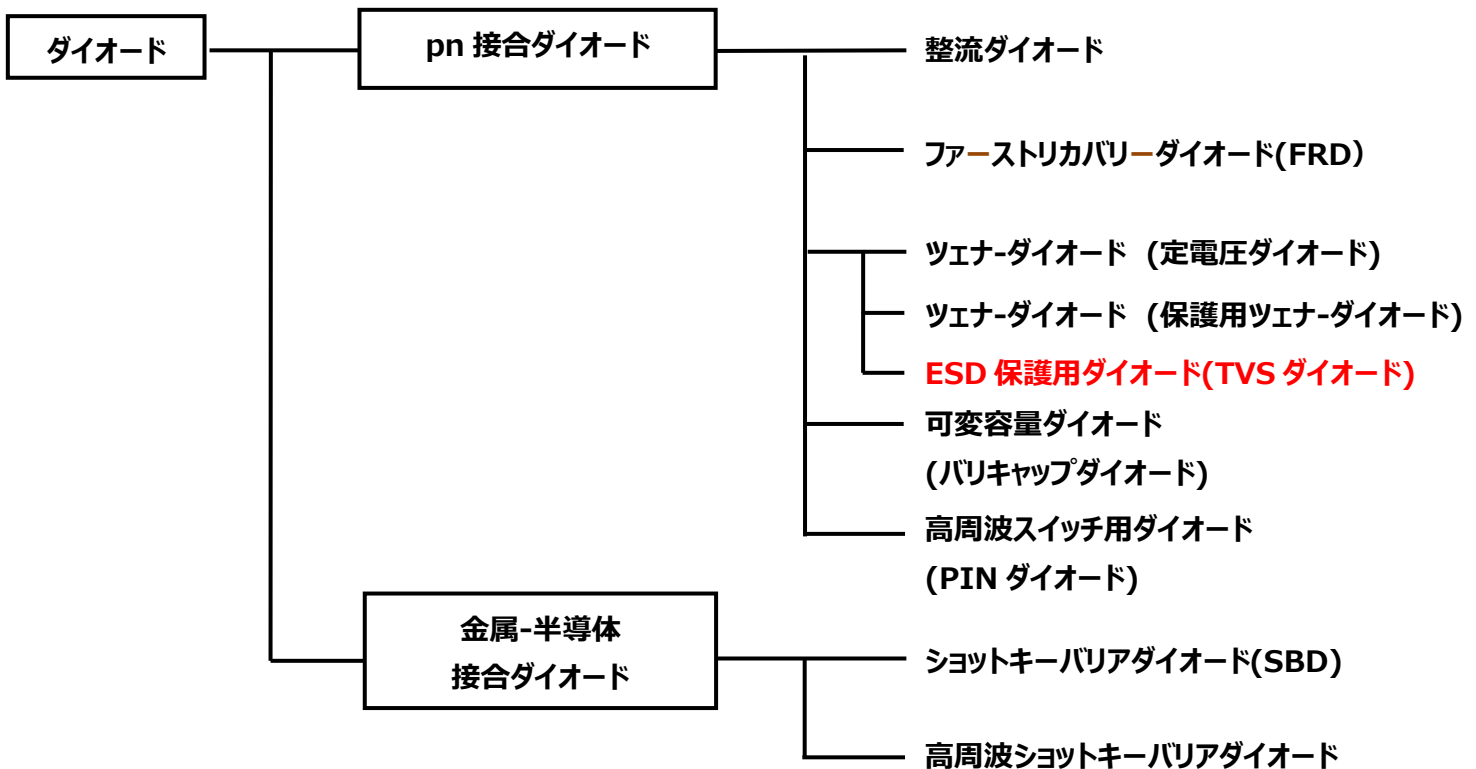 ダイオード
pn 接合ダイオード
整流ダイオード
ファーストリカバリーダイオード(FRD）
ツェナ-ダイオード (定電圧ダイオード)
ツェナ-ダイオード (保護用ツェナ-ダイオード)
ESD 保護用ダイオード(TVS ダイオード)
可変容量ダイオード
(バリキャップダイオード)
高周波スイッチ用ダイオード
(PIN ダイオード)
金属-半導体
接合ダイオード
ショットキーバリアダイオード(SBD)
高周波ショットキーバリアダイオード